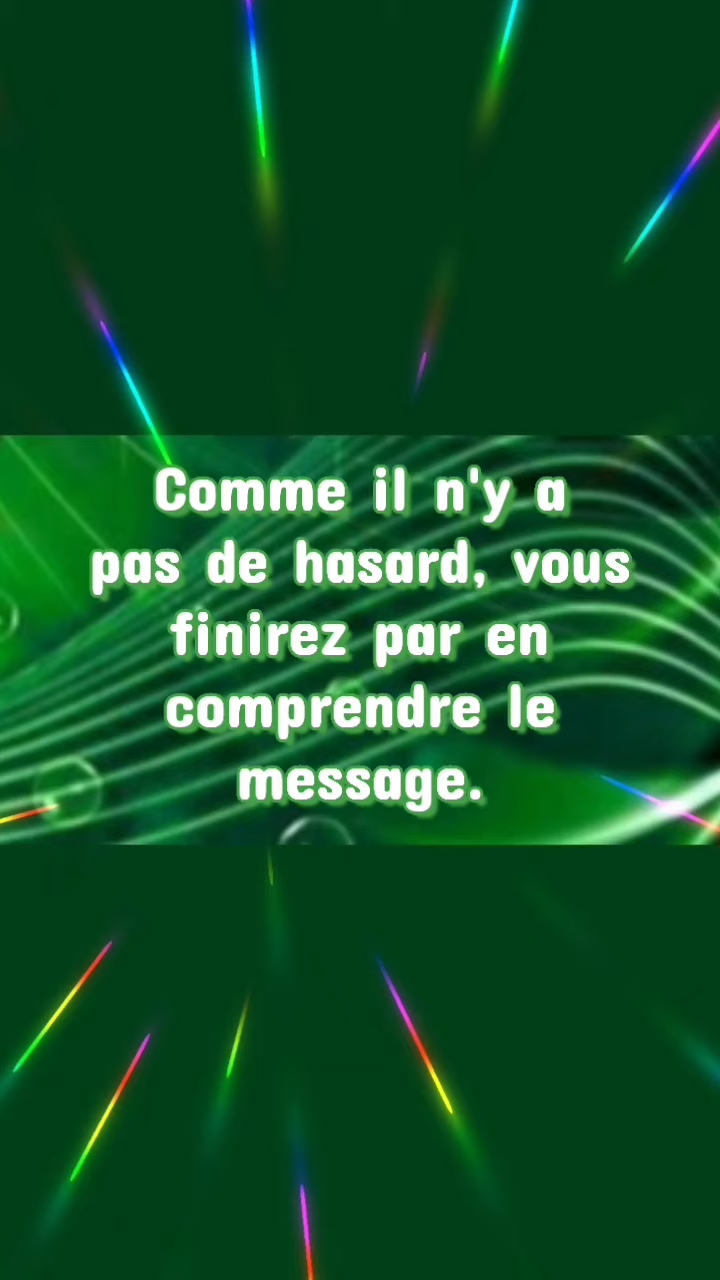 Comme il n'y a
pas de hasard, vous
finirez par en
comprendre le
message.